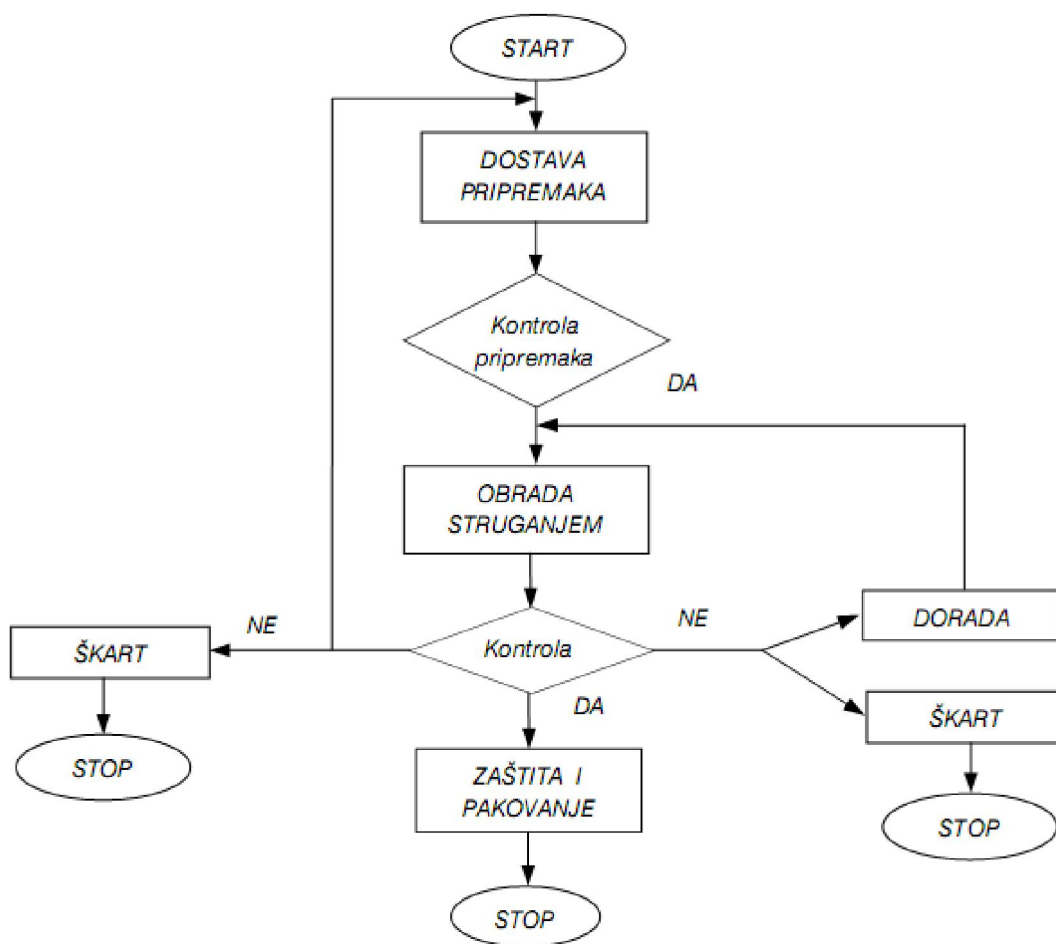 START
DOSTAVA
PRIPREMAKA
Kontrola
pripremaka
DA
OBRADA
STRUGANJEM
NE
ŠKART
Kontrola
NE
DORADA
DA
ŠKART
STOP
ZAŠTITA I
PAKOVANJE
STOP
STOP